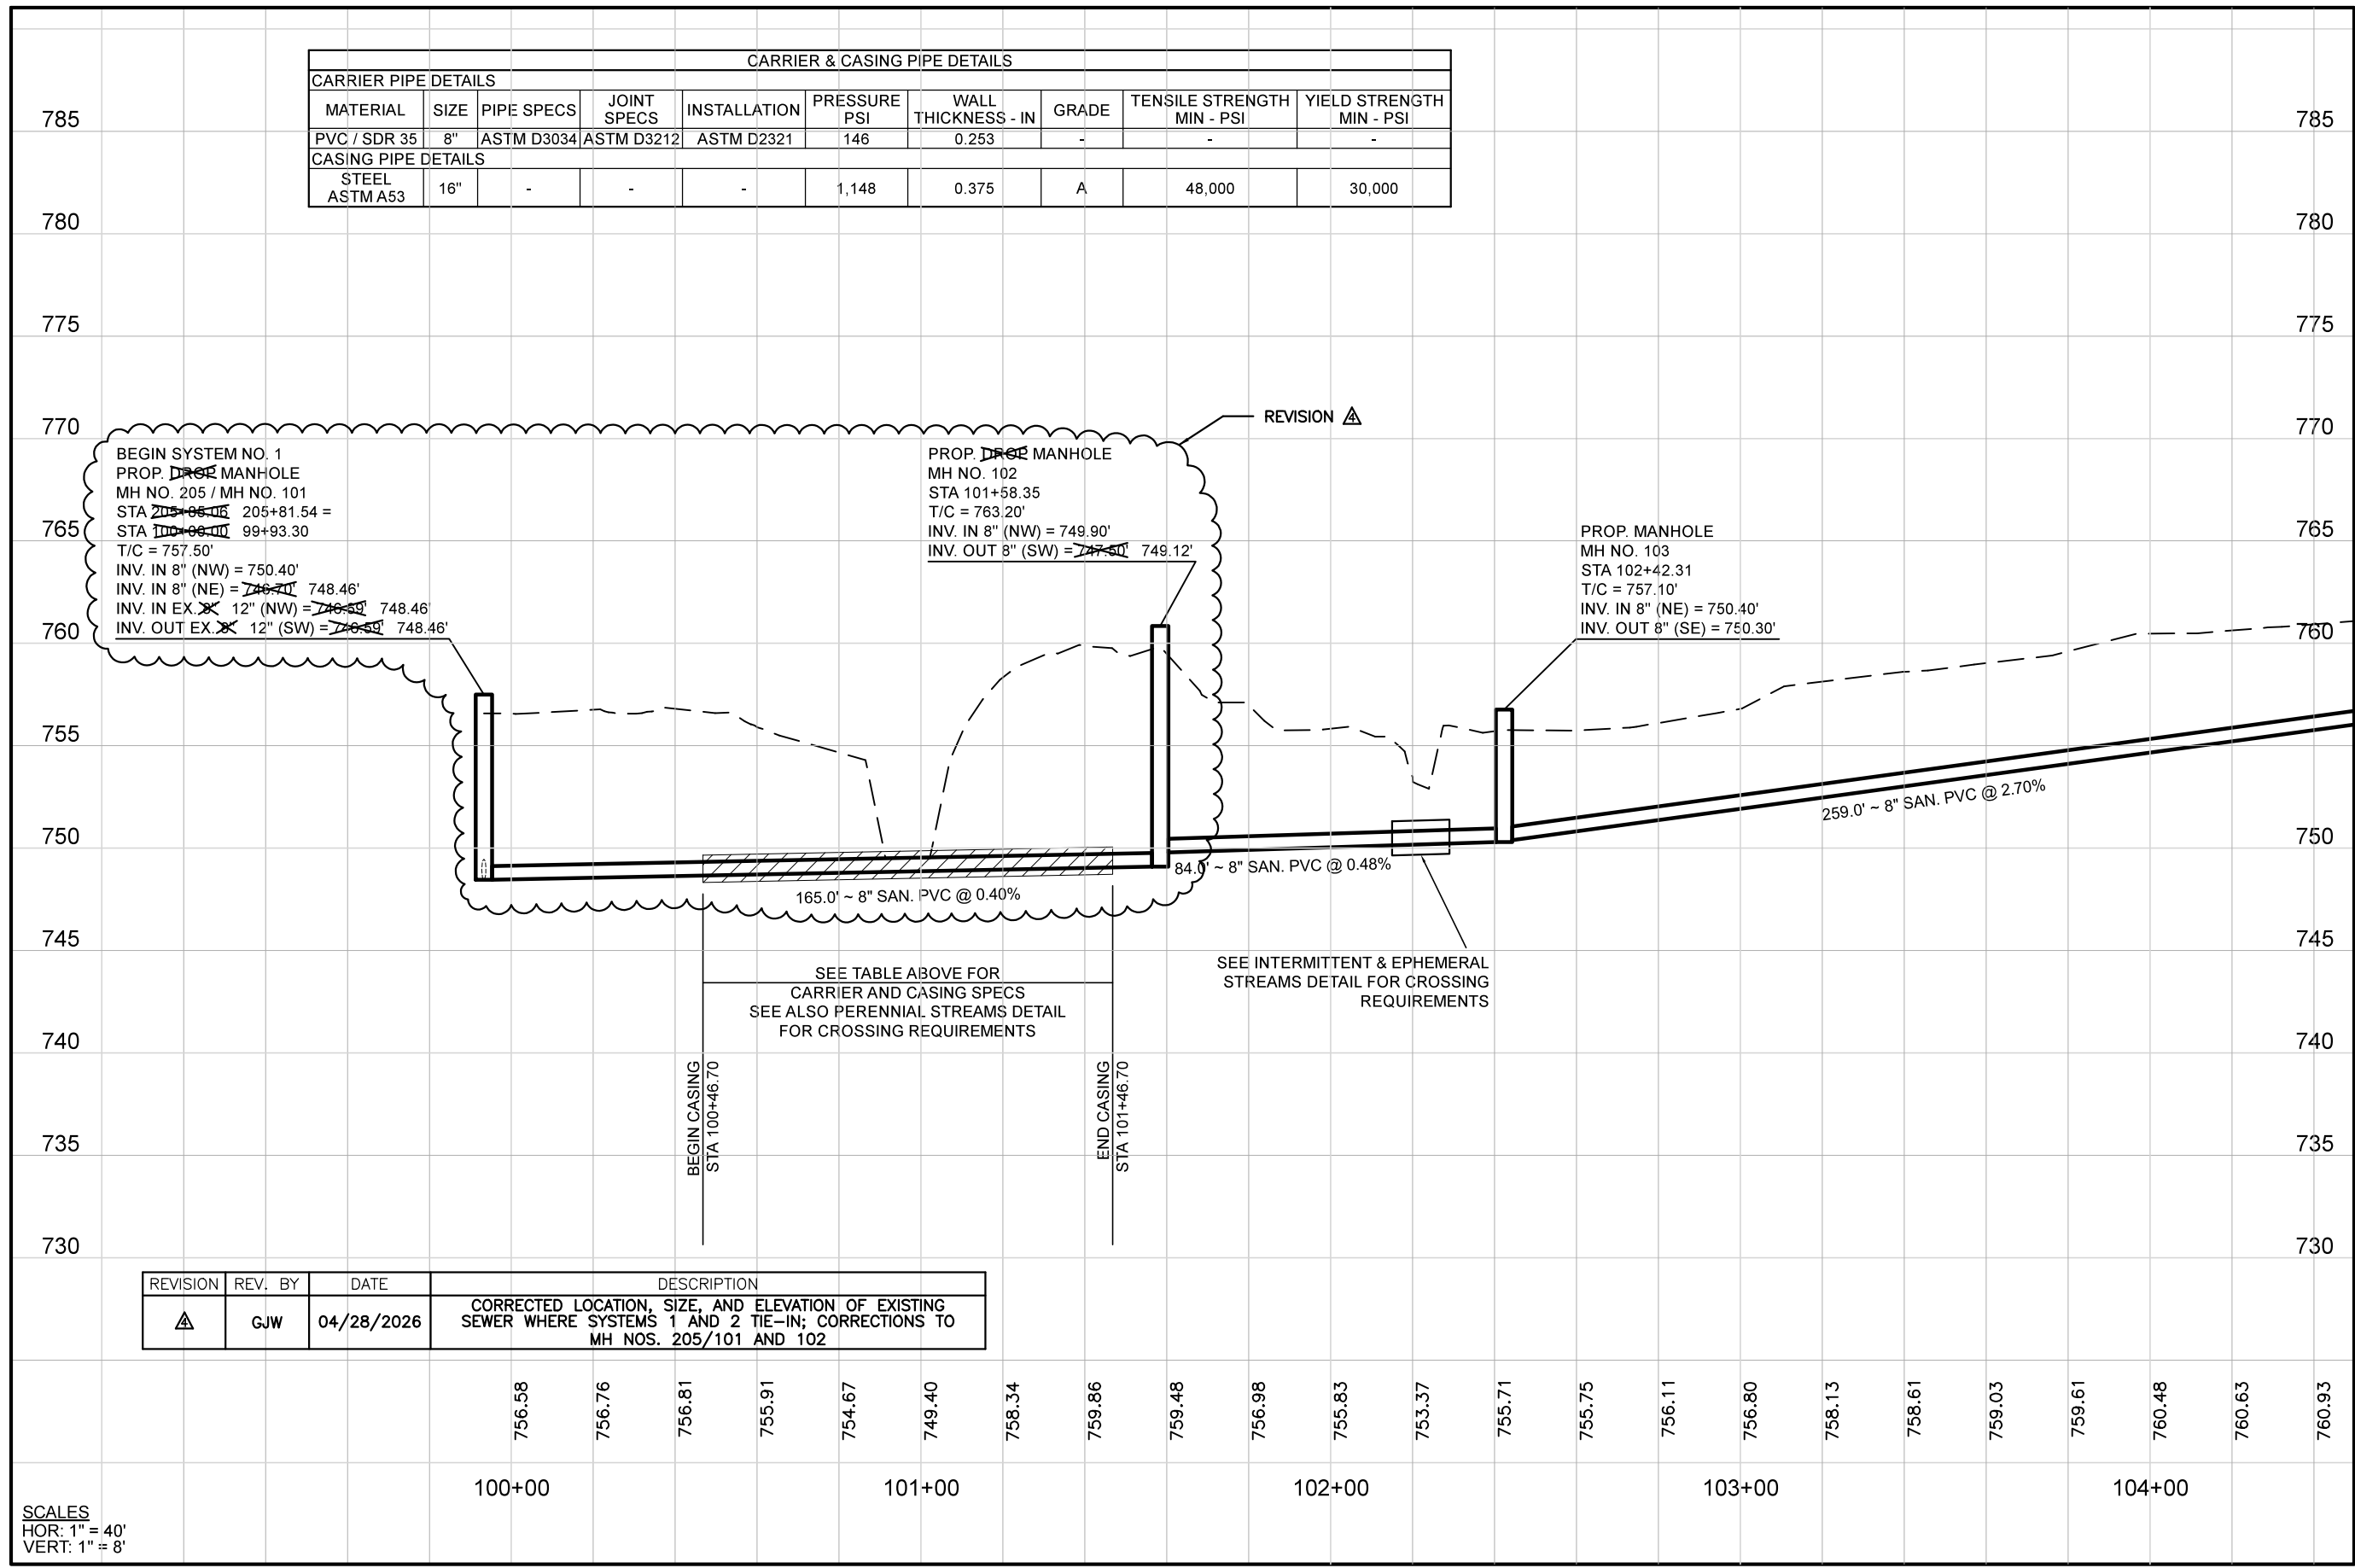 CARRIER & CASING PIPE DETAILS
CARRIER PIPE DETAILS
MATERIAL SIZE PIPE SPECS JOINT SPECS INSTALLATION PRESSURE PSI WALL THICKNESS - IN GRADE TENSILE STRENGTH MIN - PSI YIELD STRENGTH MIN - PSI
PVC / SDR 35 8" ASTM D3034 ASTM D3212 ASTM D2321 146 0.253 - - -
CASING PIPE DETAILS
STEEL ASTM A53 16" - - - 1,148 0.375 A 48,000 30,000
785 785
780 780
775 775
770
REVISION 4
BEGIN SYSTEM NO. 1
PROP. DROP MANHOLE
MH NO. 205 / MH NO. 101
STA 205+85.06 205+81.54 =
STA 100+00.00 99+93.30
T/C = 757.50'
INV. IN 8" (NW) = 750.40'
INV. IN 8" (NE) = 746.70' 748.46'
INV. IN EX. 8" 12" (NW) = 746.59' 748.46'
INV. OUT EX. 8" 12" (SW) = 746.59' 748.46'
PROP. DROP MANHOLE
MH NO. 102
STA 101+58.35
T/C = 763.20'
INV. IN 8" (NW) = 749.90'
INV. OUT 8" (SW) = 747.50' 749.12'
770
765 765
PROP. MANHOLE
MH NO. 103
STA 102+42.31
T/C = 757.10'
INV. IN 8" (NE) = 750.40'
INV. OUT 8" (SE) = 750.30'
760 760
755 755
259.0' ~ 8" SAN. PVC @ 2.70%
750 750
84.0' ~ 8" SAN. PVC @ 0.48%
165.0' ~ 8" SAN. PVC @ 0.40%
745 745
SEE TABLE ABOVE FOR
CARRIER AND CASING SPECS
SEE ALSO PERENNIAL STREAMS DETAIL
FOR CROSSING REQUIREMENTS
SEE INTERMITTENT & EPHEMERAL
STREAMS DETAIL FOR CROSSING
REQUIREMENTS
740 740
BEGIN CASING
STA 100+46.70
END CASING
STA 101+46.70
735 735
730 730
REVISION REV. BY DATE DESCRIPTION
4 GJW 04/28/2026 CORRECTED LOCATION, SIZE, AND ELEVATION OF EXISTING
SEWER WHERE SYSTEMS 1 AND 2 TIE-IN; CORRECTIONS TO
MH NOS. 205/101 AND 102
756.58 756.76 756.81 755.91 754.67 749.40 758.34 759.86 759.48 756.98 755.83 753.37 755.71 755.75 756.11 756.80 758.13 758.61 759.03 759.61 760.48 760.63 760.93
100+00 101+00 102+00 103+00 104+00
SCALES
HOR: 1" = 40'
VERT: 1" = 8'